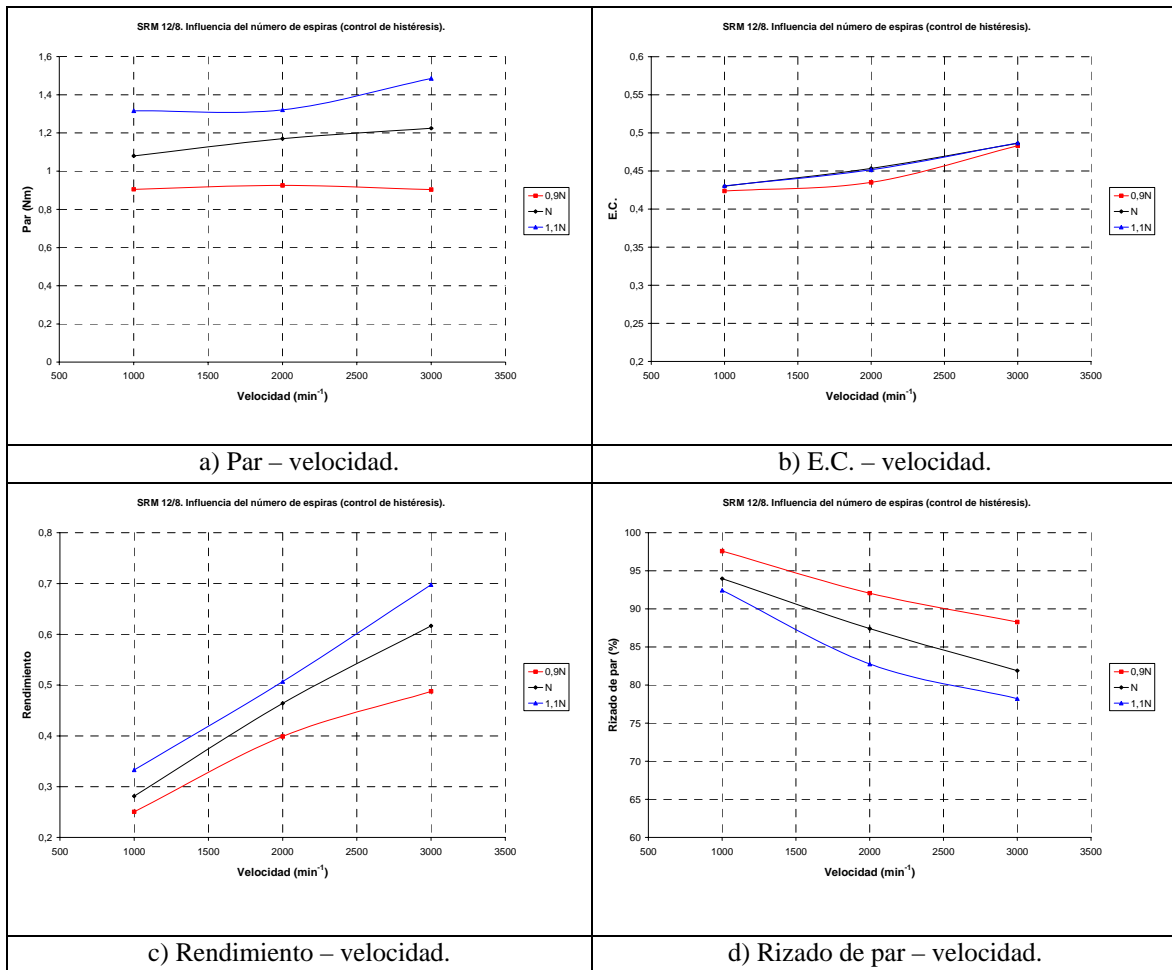 SRM 12/8. Influencia del número de espiras (control de histéresis).
1,6
1,4
1,2
1
0,8
0,6
0,4
0,2
0
Par (Nm)
500 1000 1500 2000 2500 3000 3500
Velocidad (min-1)
0,9N
N
1,1N
a) Par – velocidad.
SRM 12/8. Influencia del número de espiras (control de histéresis).
0,6
0,55
0,5
0,45
0,4
0,35
0,3
0,25
0,2
E.C.
500 1000 1500 2000 2500 3000 3500
Velocidad (min-1)
0,9N
N
1,1N
b) E.C. – velocidad.
SRM 12/8. Influencia del número de espiras (control de histéresis).
0,8
0,7
0,6
0,5
0,4
0,3
0,2
Rendimiento
500 1000 1500 2000 2500 3000 3500
Velocidad (min-1)
0,9N
N
1,1N
c) Rendimiento – velocidad.
SRM 12/8. Influencia del número de espiras (control de histéresis).
100
95
90
85
80
75
70
65
60
Rizado de par (%)
500 1000 1500 2000 2500 3000 3500
Velocidad (min-1)
0,9N
N
1,1N
d) Rizado de par – velocidad.